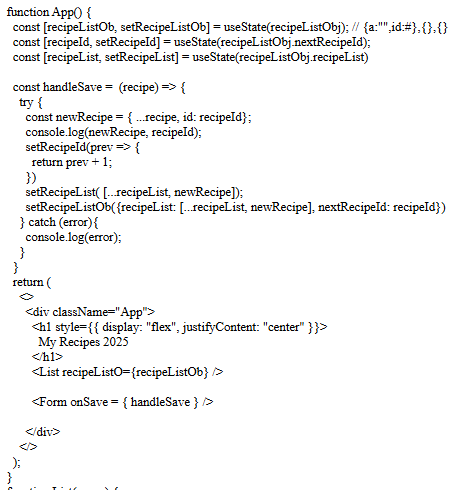 function App() {
const [recipeListOb, setRecipeListOb] = useState(recipeListObj); // {a:"",id:#},{},{}
const [recipeId, setRecipeId] = useState(recipeListObj.nextRecipeId);
const [recipeList, setRecipeList] = useState(recipeListObj.recipeList)
const handleSave = (recipe) => {
try {
const newRecipe = { ...recipe, id: recipeId};
console.log(newRecipe, recipeId);
setRecipeId(prev => {
return prev + 1;
})
setRecipeList( [...recipeList, newRecipe]);
setRecipeListOb({recipeList: [...recipeList, newRecipe], nextRecipeId: recipeId})
} catch (error){
console.log(error);
}
}
return (
<>
<div className="App">
<h1 style={{ display: "flex", justifyContent: "center" }}>
My Recipes 2025
</h1>
<List recipeListO={recipeListOb} />
<Form onSave = { handleSave } />
</div>
</>
);
}